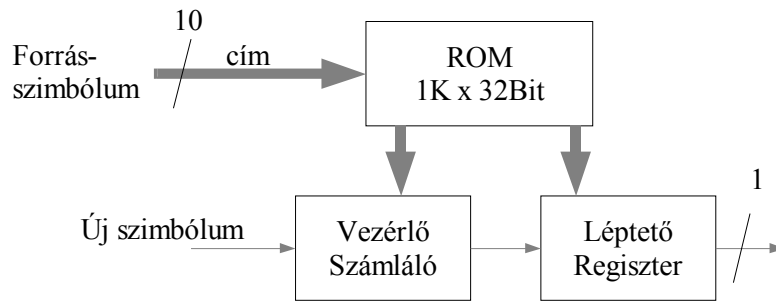 10
Forrás-
szimbólum
cím
ROM
1K x 32Bit
1
Új szimbólum
Vezérlő
Számláló
Léptető
Regiszter